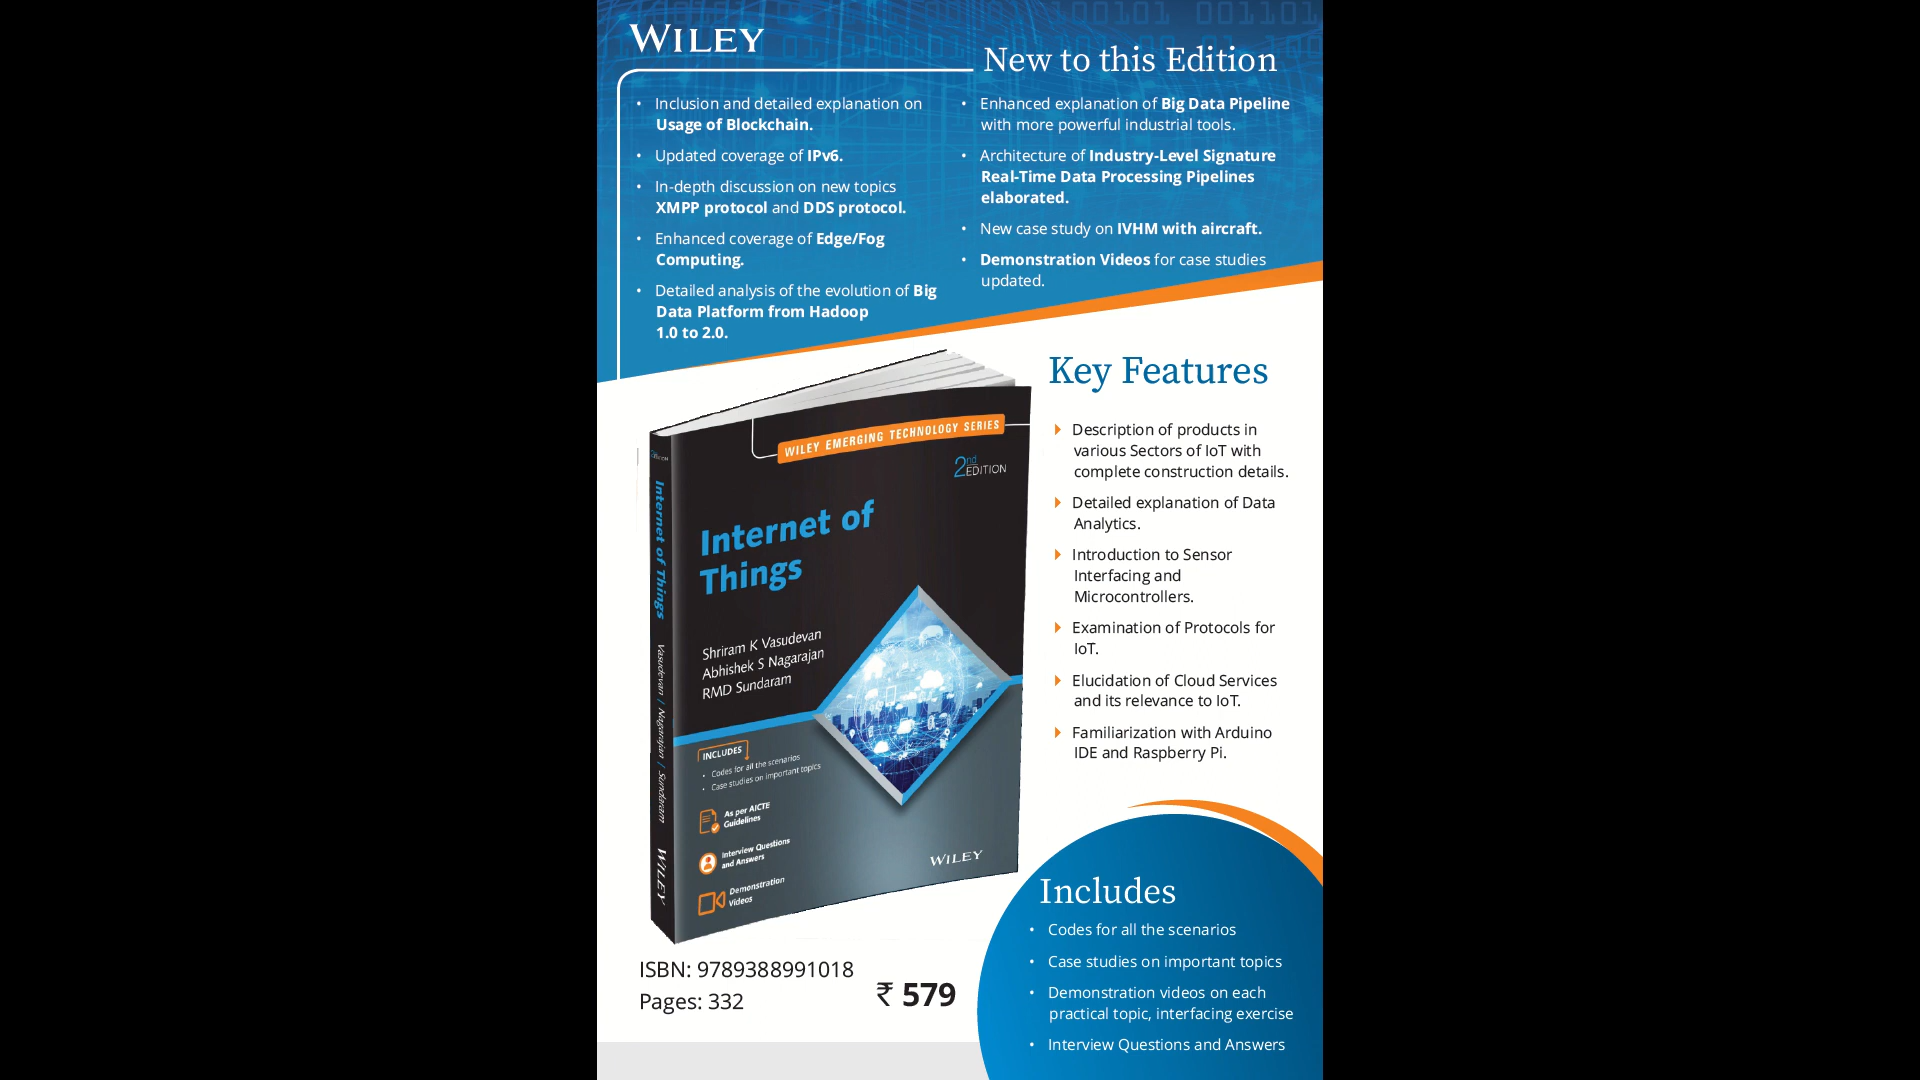 WILEY
New to this Edition
• Inclusion and detailed explanation on
Usage of Blockchain.
• Updated coverage of IPv6.
• In-depth discussion on new topics
XMPP protocol and DDS protocol.
• Enhanced coverage of Edge/Fog
Computing.
• Detailed analysis of the evolution of Big
Data Platform from Hadoop
1.0 to 2.0.
• Enhanced explanation of Big Data Pipeline
with more powerful industrial tools.
• Architecture of Industry-Level Signature
Real-Time Data Processing Pipelines
elaborated.
• New case study on IVHM with aircraft.
• Demonstration Videos for case studies
updated.
WILEY EMERGING TECHNOLOGY SERIES
2nd
EDITION
Internet of
Things
Shriram K Vasudevan
Abhishek S Nagarajan
RMD Sundaram
INCLUDES
• Codes for all the scenarios
• Case studies on important topics
As per AICTE
Guidelines
Interview Questions
and Answers
Demonstration
Videos
WILEY
Internet of Things
Vasudevan / Nagarajan / Sundaram
WILEY
Key Features
Description of products in
various Sectors of IoT with
complete construction details.
Detailed explanation of Data
Analytics.
Introduction to Sensor
Interfacing and
Microcontrollers.
Examination of Protocols for
IoT.
Elucidation of Cloud Services
and its relevance to IoT.
Familiarization with Arduino
IDE and Raspberry Pi.
ISBN: 9789388991018
Pages: 332
₹ 579
Includes
• Codes for all the scenarios
• Case studies on important topics
• Demonstration videos on each
practical topic, interfacing exercise
• Interview Questions and Answers